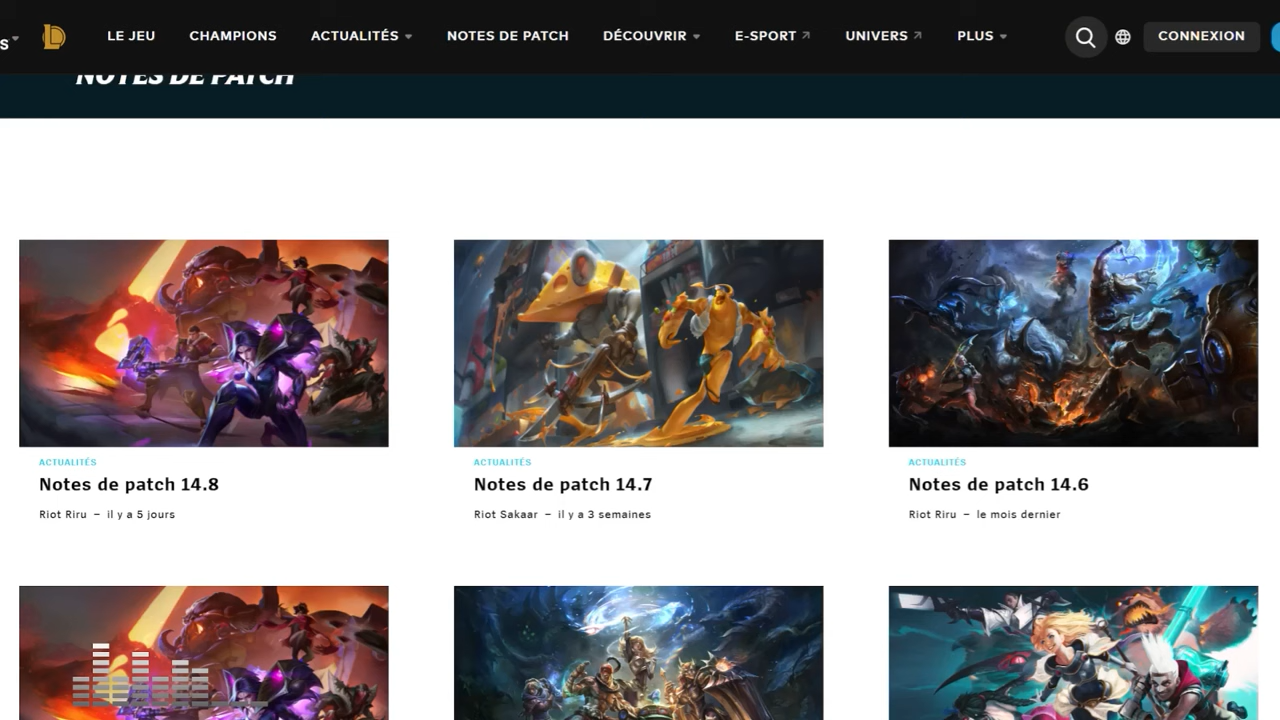 S
LE JEU CHAMPIONS ACTUALITÉS NOTES DE PATCH DÉCOUVRIR E-SPORT UNIVERS PLUS CONNEXION
NOTES DE PATCH
ACTUALITÉS
Notes de patch 14.8
Riot Riru – il y a 5 jours
ACTUALITÉS
Notes de patch 14.7
Riot Sakaar – il y a 3 semaines
ACTUALITÉS
Notes de patch 14.6
Riot Riru – le mois dernier